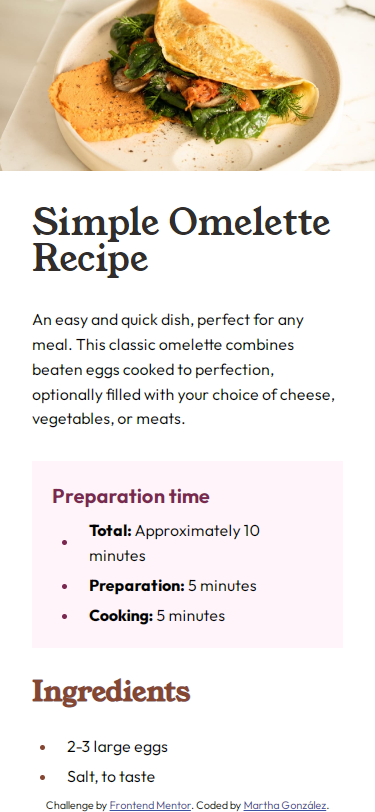 Simple Omelette
Recipe
An easy and quick dish, perfect for any
meal. This classic omelette combines
beaten eggs cooked to perfection,
optionally filled with your choice of cheese,
vegetables, or meats.
Preparation time
• Total: Approximately 10
minutes
• Preparation: 5 minutes
• Cooking: 5 minutes
Ingredients
• 2-3 large eggs
• Salt, to taste
Challenge by Frontend Mentor. Coded by Martha González.